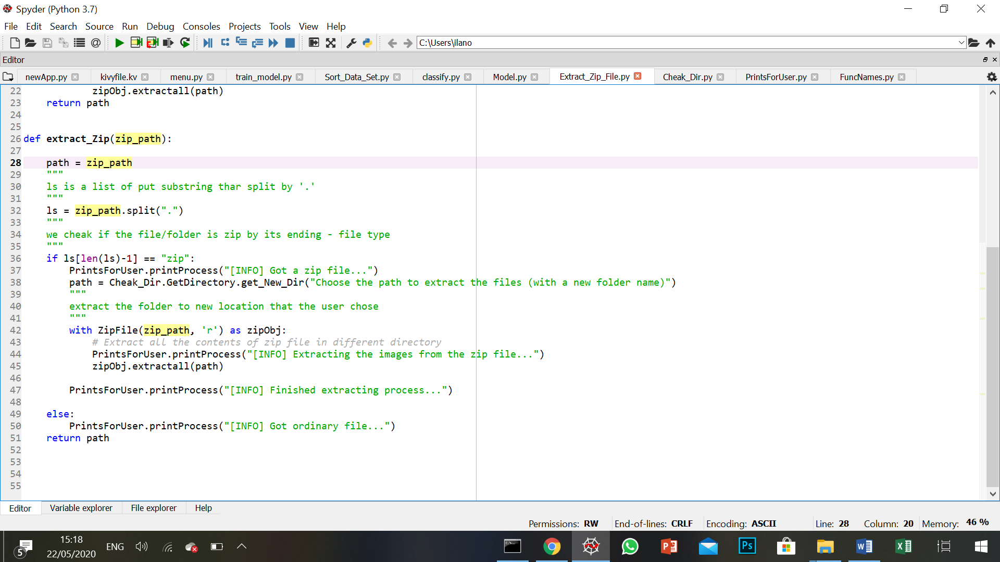 Spyder (Python 3.7)
File Edit Search Source Run Debug Consoles Projects Tools View Help
C:\Users\ilano
Editor
newApp.py kivyfile.kv menu.py train_model.py Sort_Data_Set.py classify.py Model.py Extract_Zip_File.py Cheak_Dir.py PrintsForUser.py FuncNames.py
22 zipObj.extractall(path)
23 return path
24
25
26 def extract_Zip(zip_path):
27
28 path = zip_path
29 """
30 ls is a list of put substring thar split by '.'
31 """
32 ls = zip_path.split(".")
33 """
34 we cheak if the file/folder is zip by its ending - file type
35 """
36 if ls[len(ls)-1] == "zip":
37 PrintsForUser.printProcess("[INFO] Got a zip file...")
38 path = Cheak_Dir.GetDirectory.get_New_Dir("Choose the path to extract the files (with a new folder name)")
39 """
40 extract the folder to new location that the user chose
41 """
42 with ZipFile(zip_path, 'r') as zipObj:
43 # Extract all the contents of zip file in different directory
44 PrintsForUser.printProcess("[INFO] Extracting the images from the zip file...")
45 zipObj.extractall(path)
46
47 PrintsForUser.printProcess("[INFO] Finished extracting process...")
48
49 else:
50 PrintsForUser.printProcess("[INFO] Got ordinary file...")
51 return path
52
53
54
55
Editor Variable explorer File explorer Help
Permissions: RW End-of-lines: CRLF Encoding: ASCII Line: 28 Column: 20 Memory: 46 %
5 15:18 ENG
22/05/2020